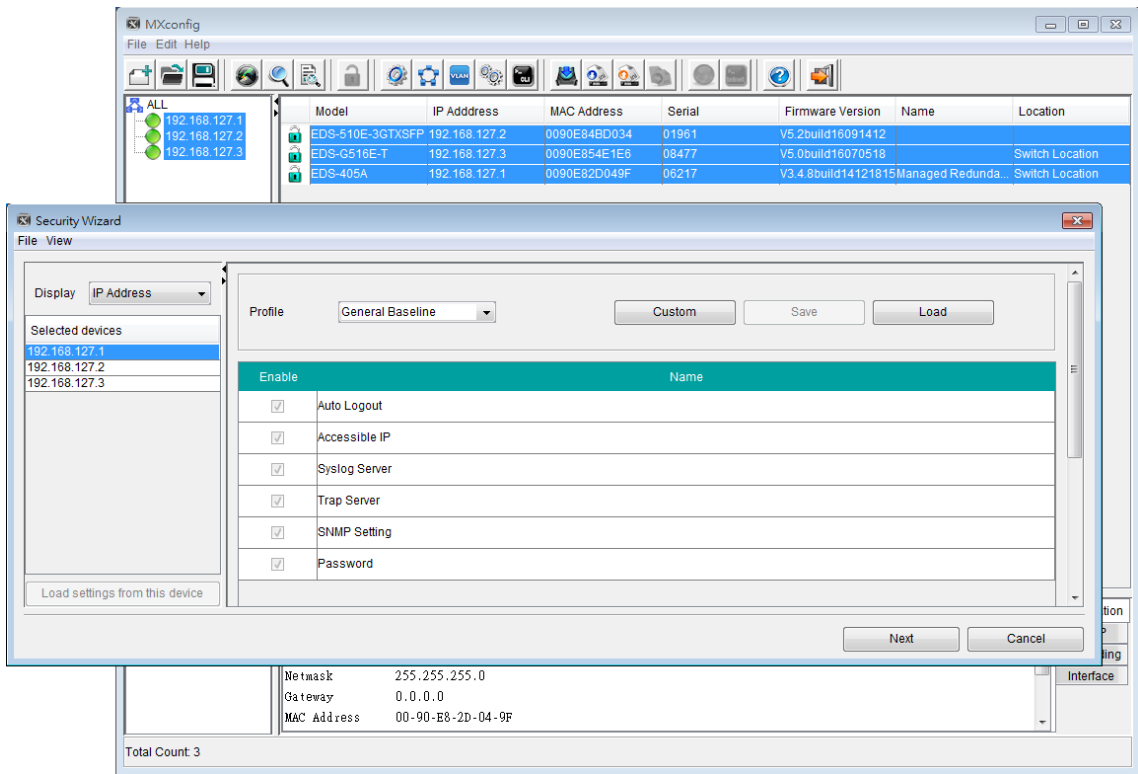 MXconfig
File Edit Help
VLAN
CLI
ALL
192.168.127.1
192.168.127.2
192.168.127.3
Model IP Adddress MAC Address Serial Firmware Version Name Location
EDS-510E-3GTXSFP 192.168.127.2 0090E84BD034 01961 V5.2build16091412
EDS-G516E-T 192.168.127.3 0090E854E1E6 08477 V5.0build16070518 Switch Location
EDS-405A 192.168.127.1 0090E82D049F 06217 V3.4.8build14121815 Managed Redunda... Switch Location
Security Wizard
File View
Display IP Address
Selected devices
192.168.127.1
192.168.127.2
192.168.127.3
Load settings from this device
Profile General Baseline Custom Save Load
Enable Name
Auto Logout
Accessible IP
Syslog Server
Trap Server
SNMP Setting
Password
Next Cancel
tion
ling
Interface
Netmask 255.255.255.0
Gateway 0.0.0.0
MAC Address 00-90-E8-2D-04-9F
Total Count: 3